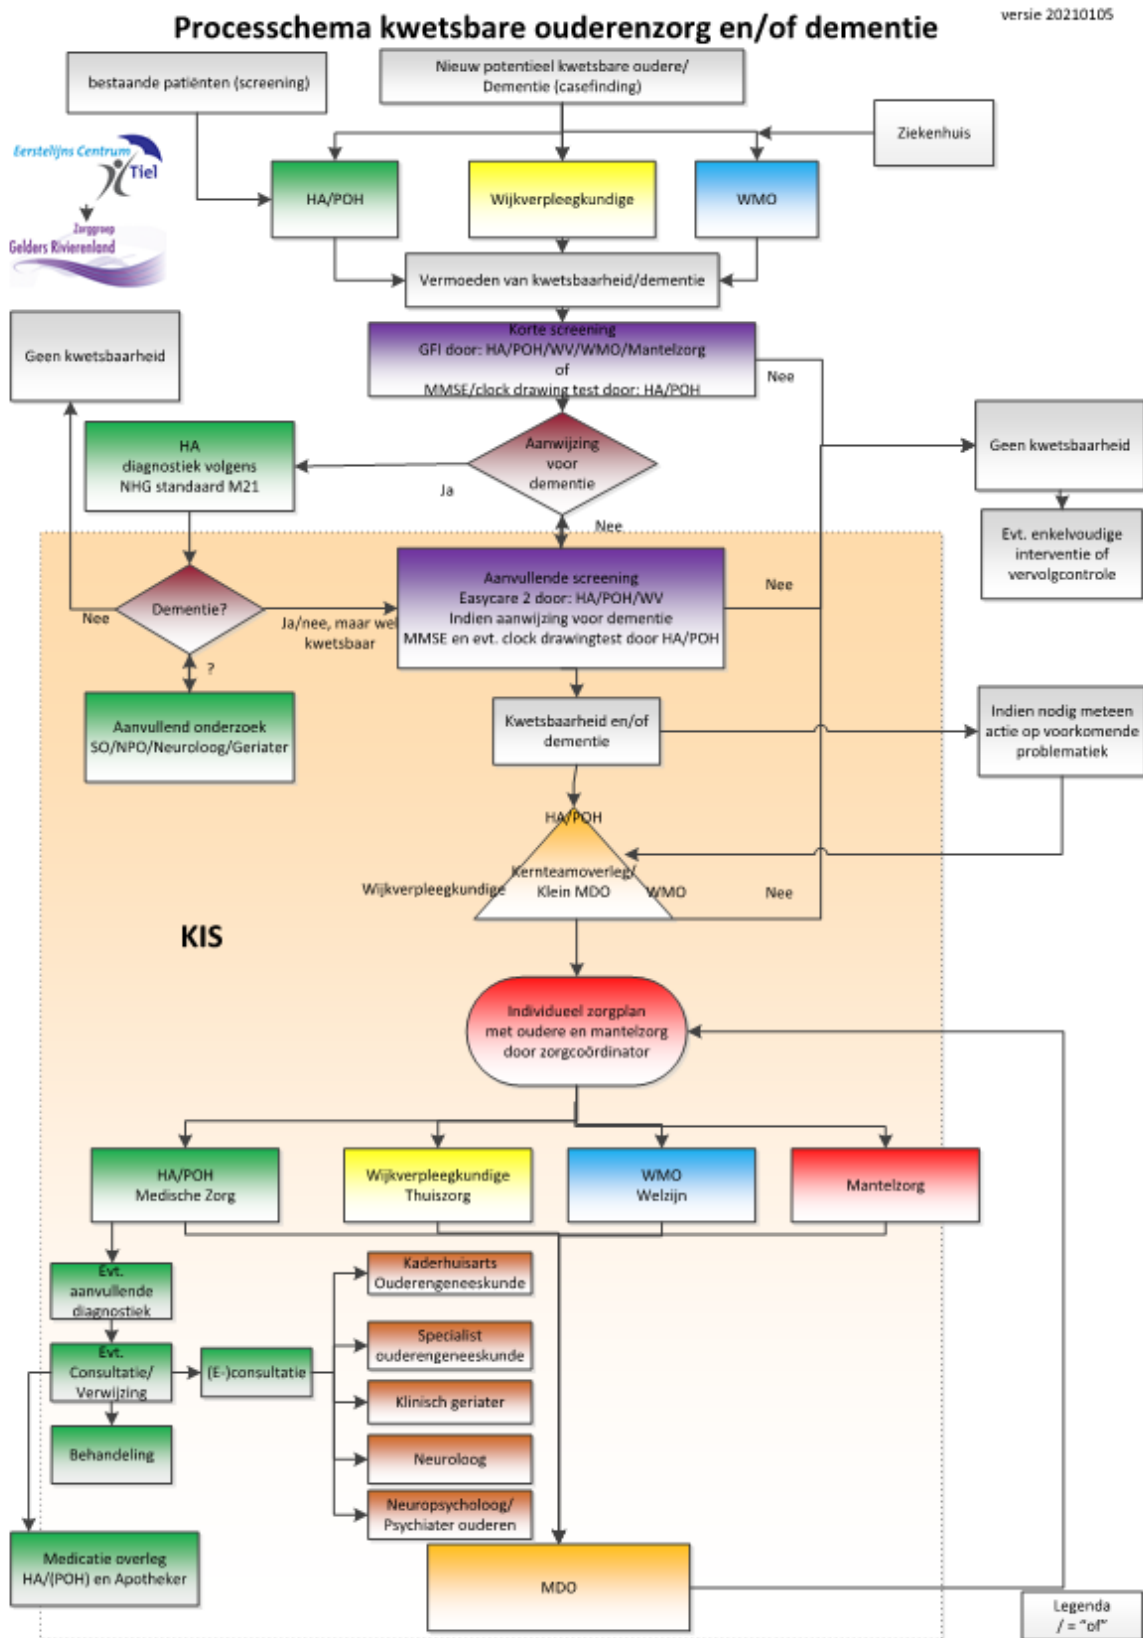 versie 20210105
Processchema kwetsbare ouderenzorg en/of dementie
bestaande patiënten (screening)
Nieuw potentieel kwetsbare oudere/
Dementie (casefinding)
Ziekenhuis
Eerstelijns Centrum
Tiel
Zorggroep
Gelders Rivierenland
HA/POH
Wijkverpleegkundige
WMO
Vermoeden van kwetsbaarheid/dementie
Geen kwetsbaarheid
Korte screening
GFI door: HA/POH/WV/WMO/Mantelzorg
of
MMSE/clock drawing test door: HA/POH
Nee
HA
diagnostiek volgens
NHG standaard M21
Aanwijzing
voor
dementie
Ja
Nee
Geen kwetsbaarheid
Evt. enkelvoudige
interventie of
vervolgcontrole
Dementie?
Nee
Ja/nee, maar wel
kwetsbaar
Aanvullende screening
Easycare 2 door: HA/POH/WV
Indien aanwijzing voor dementie
MMSE en evt. clock drawingtest door HA/POH
Nee
?
Aanvullend onderzoek
SO/NPO/Neuroloog/Geriater
Kwetsbaarheid en/of
dementie
Indien nodig meteen
actie op voorkomende
problematiek
HA/POH
Kernteamoverleg/
Klein MDO
Wijkverpleegkundige
WMO
Nee
KIS
Individueel zorgplan
met oudere en mantelzorg
door zorgcoördinator
HA/POH
Medische Zorg
Wijkverpleegkundige
Thuiszorg
WMO
Welzijn
Mantelzorg
Evt.
aanvullende
diagnostiek
Evt.
Consultatie/
Verwijzing
(E-)consultatie
Behandeling
Kaderhuisarts
Ouderengeneeskunde
Specialist
ouderengeneeskunde
Klinisch geriater
Neuroloog
Neuropsycholoog/
Psychiater ouderen
Medicatie overleg
HA/(POH) en Apotheker
MDO
Legenda
/ = "of"